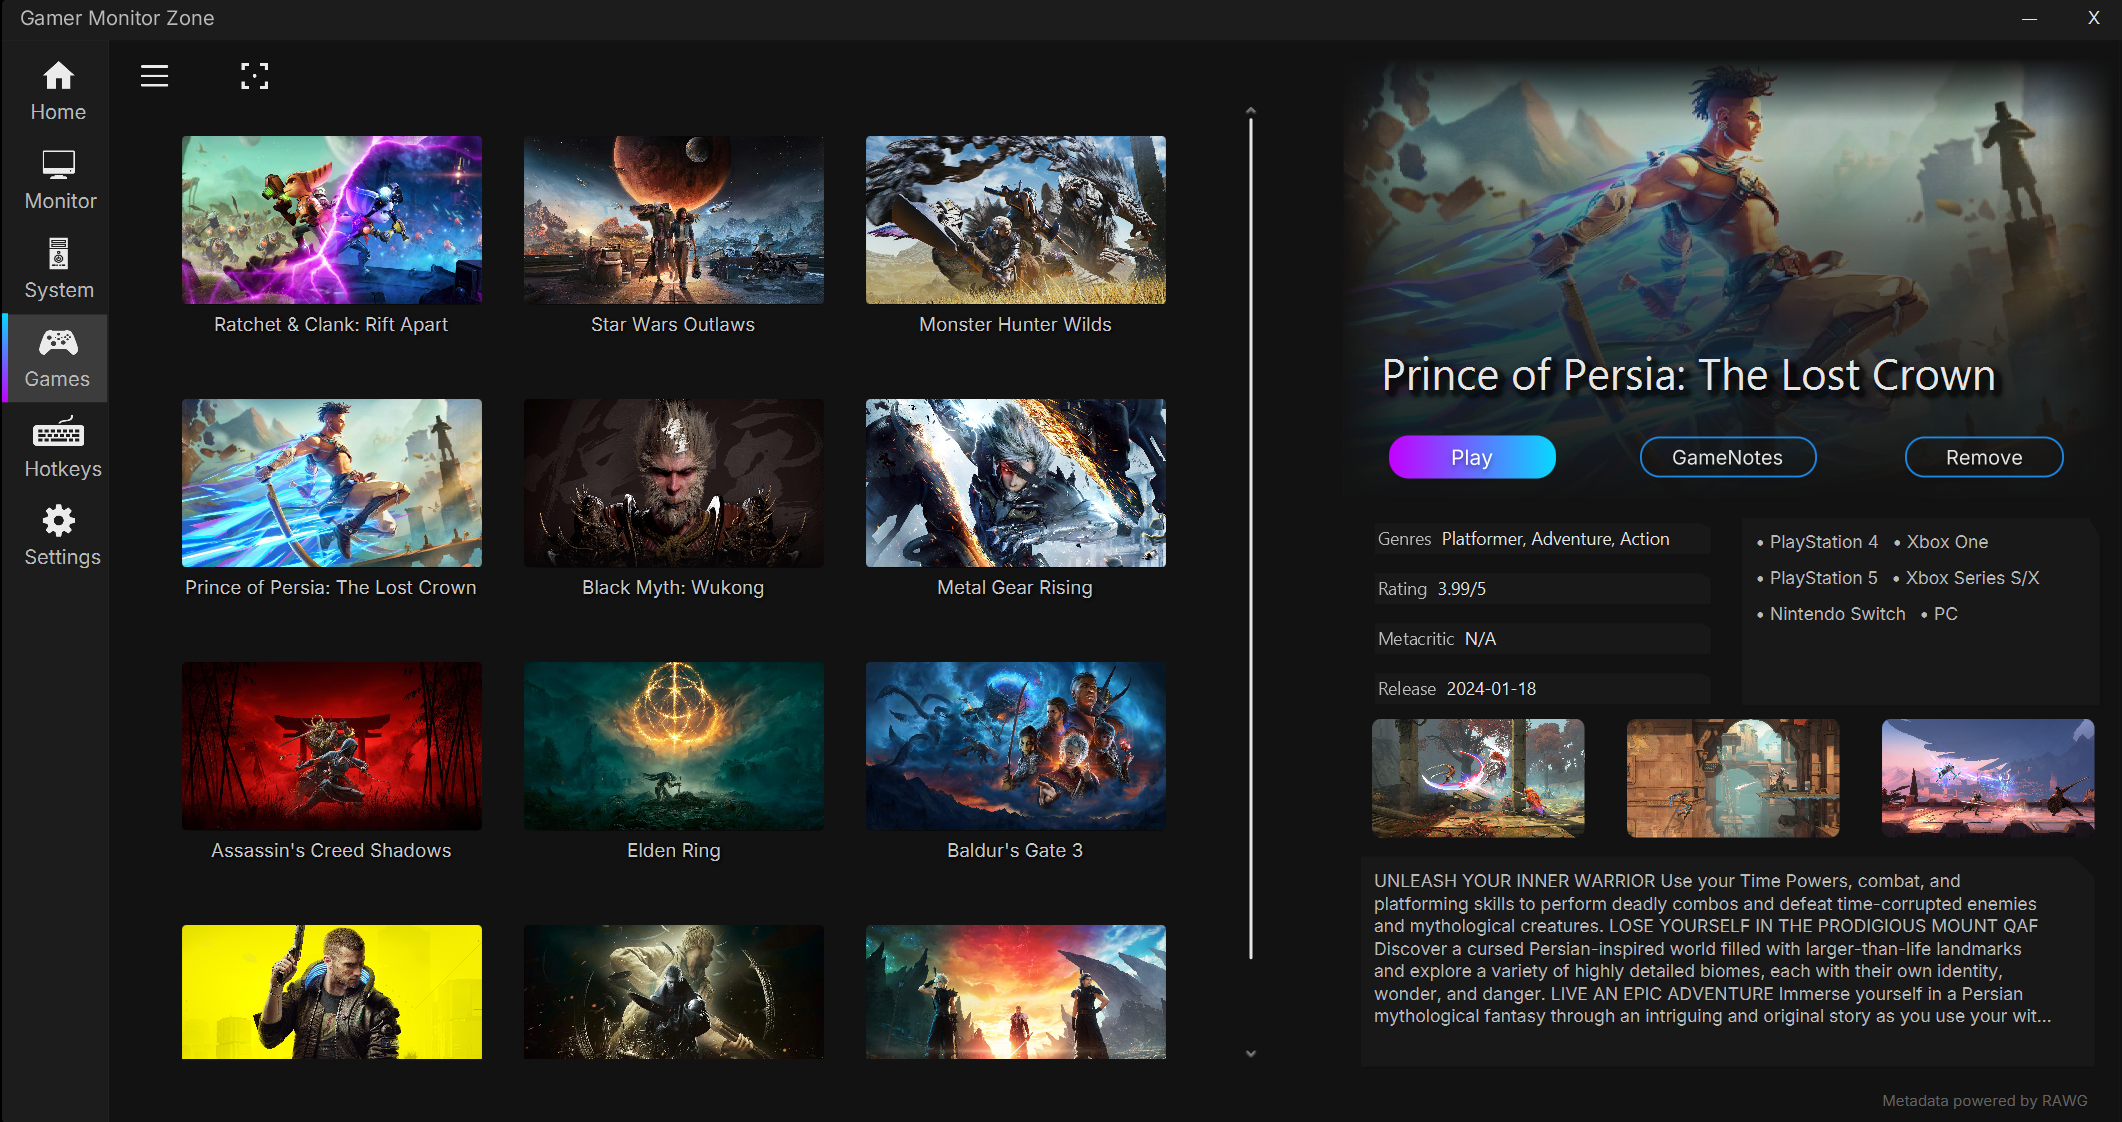 Gamer Monitor Zone
X
Home
Monitor
System
Games
Hotkeys
Settings
Ratchet & Clank: Rift Apart
Star Wars Outlaws
Monster Hunter Wilds
Prince of Persia: The Lost Crown
Black Myth: Wukong
Metal Gear Rising
Assassin's Creed Shadows
Elden Ring
Baldur's Gate 3
Prince of Persia: The Lost Crown
Play
GameNotes
Remove
Genres Platformer, Adventure, Action
Rating 3.99/5
Metacritic N/A
Release 2024-01-18
• PlayStation 4 • Xbox One
• PlayStation 5 • Xbox Series S/X
• Nintendo Switch • PC
UNLEASH YOUR INNER WARRIOR Use your Time Powers, combat, and
platforming skills to perform deadly combos and defeat time-corrupted enemies
and mythological creatures. LOSE YOURSELF IN THE PRODIGIOUS MOUNT QAF
Discover a cursed Persian-inspired world filled with larger-than-life landmarks
and explore a variety of highly detailed biomes, each with their own identity,
wonder, and danger. LIVE AN EPIC ADVENTURE Immerse yourself in a Persian
mythological fantasy through an intriguing and original story as you use your wit...
Metadata powered by RAWG